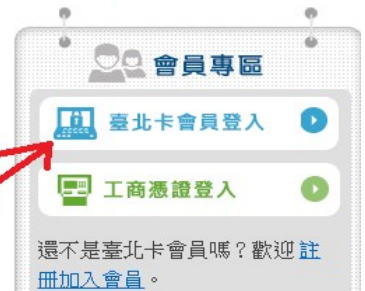 會員專區
臺北卡會員登入
工商憑證登入
還不是臺北卡會員嗎？歡迎註
冊加入會員。